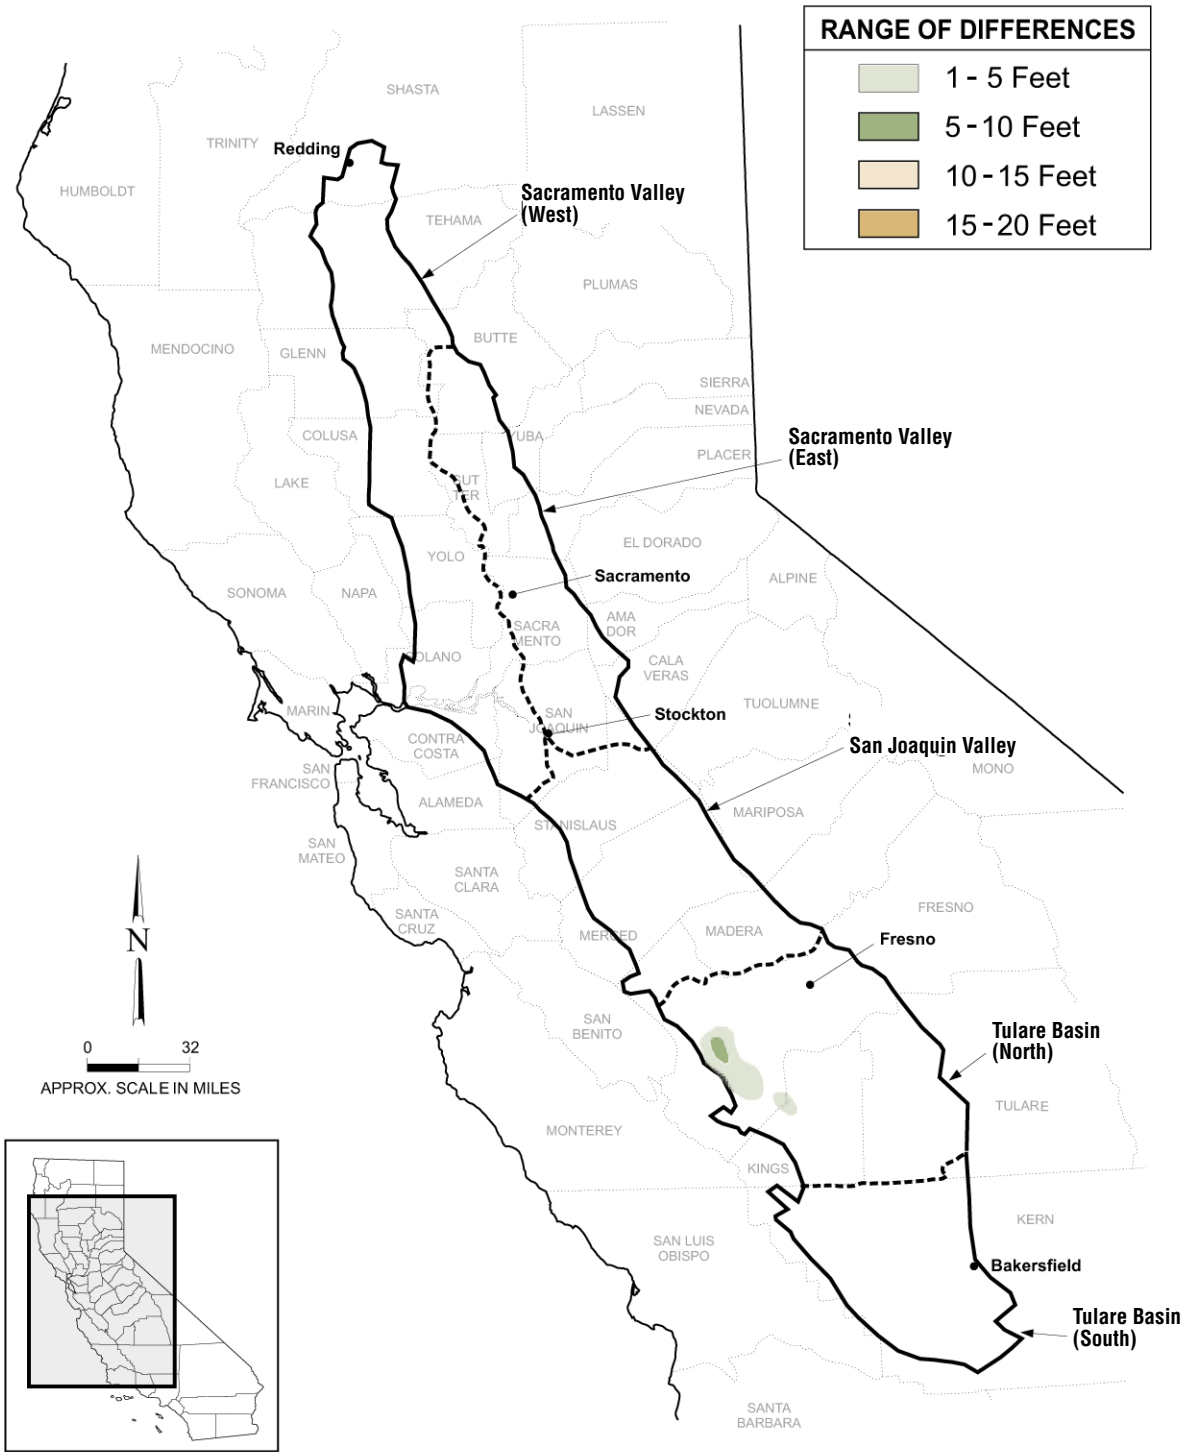 RANGE OF DIFFERENCES
1 - 5 Feet
5 - 10 Feet
10 - 15 Feet
15 - 20 Feet
SHASTA
LASSEN
TRINITY
Redding
HUMBOLDT
Sacramento Valley
(West)
TEHAMA
PLUMAS
BUTTE
MENDOCINO
GLENN
SIERRA
NEVADA
COLUSA
YUBA
Sacramento Valley
(East)
PLACER
LAKE
SUT
TER
EL DORADO
YOLO
Sacramento
ALPINE
SONOMA
NAPA
AMA
DOR
SACRA
MENTO
SOLANO
CALA
VERAS
TUOLUMNE
MARIN
SAN
JOAQUIN
Stockton
CONTRA
COSTA
San Joaquin Valley
MONO
SAN
FRANCISCO
ALAMEDA
MARIPOSA
STANISLAUS
SAN
MATEO
SANTA
CLARA
FRESNO
SANTA
CRUZ
MERCED
MADERA
Fresno
N
SAN
BENITO
Tulare Basin
(North)
0 32
APPROX. SCALE IN MILES
TULARE
MONTEREY
KINGS
KERN
SAN LUIS
OBISPO
Bakersfield
Tulare Basin
(South)
SANTA
BARBARA